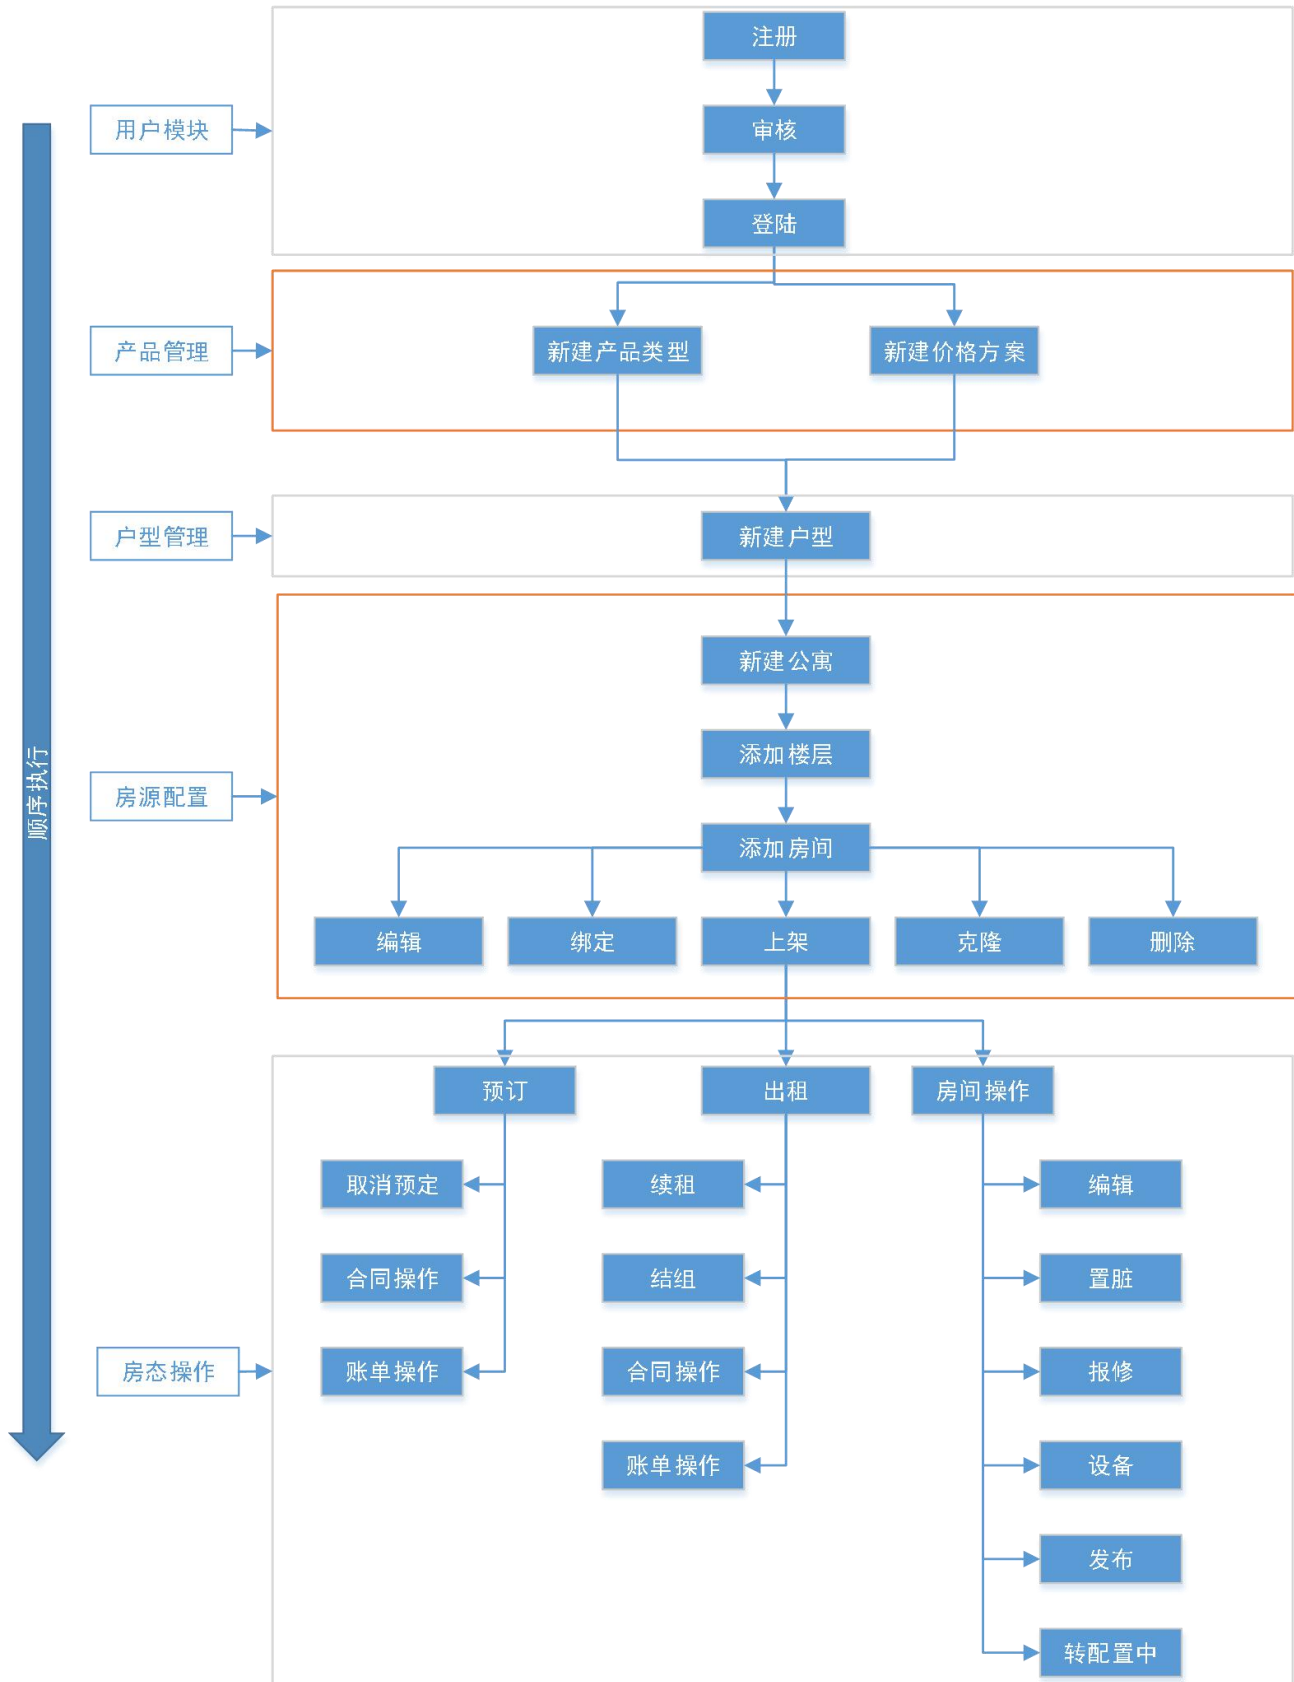 注册
用户模块
审核
登陆
产品管理
新建产品类型
新建价格方案
户型管理
新建户型
新建公寓
添加楼层
顺序执行
房源配置
添加房间
编辑
绑定
上架
克隆
删除
预订
出租
房间操作
取消预定
续租
编辑
合同操作
结组
置脏
房态操作
账单操作
合同操作
报修
账单操作
设备
发布
转配置中